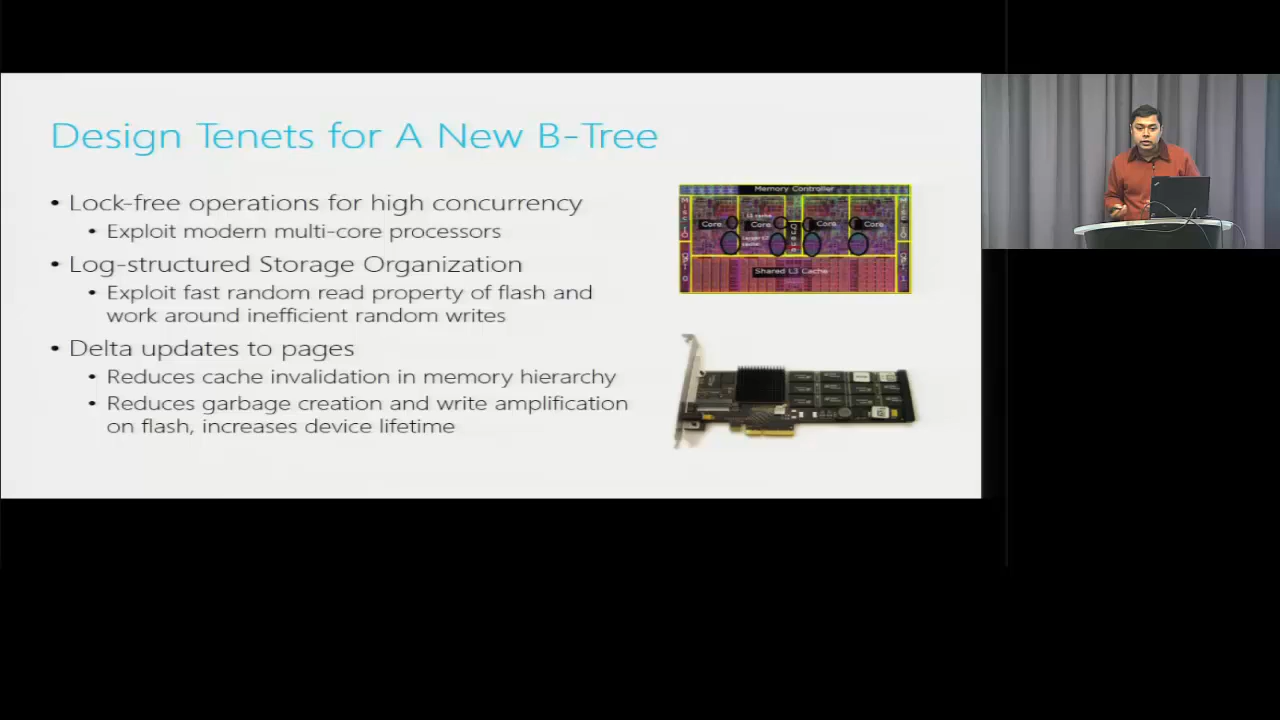 Design Tenets for A New B-Tree
• Lock-free operations for high concurrency
• Exploit modern multi-core processors
• Log-structured Storage Organization
• Exploit fast random read property of flash and
work around inefficient random writes
• Delta updates to pages
• Reduces cache invalidation in memory hierarchy
• Reduces garbage creation and write amplification
on flash, increases device lifetime
Memory Controller
Core
Core
Core
Core
Shared L3 Cache